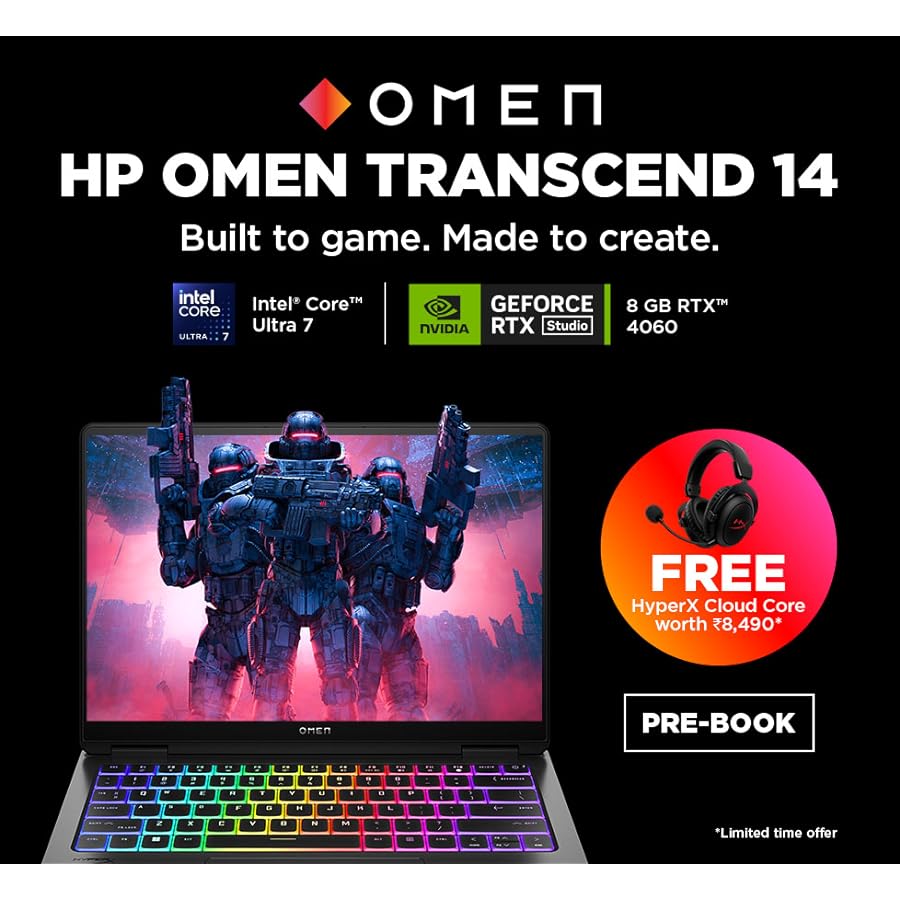 OMEN
HP OMEN TRANSCEND 14
Built to game. Made to create.
intel
CORE
ULTRA 7
Intel® Core™
Ultra 7
NVIDIA
GEFORCE
RTX Studio
8 GB RTX™
4060
FREE
HyperX Cloud Core
worth ₹8,490*
PRE-BOOK
OMEN
*Limited time offer